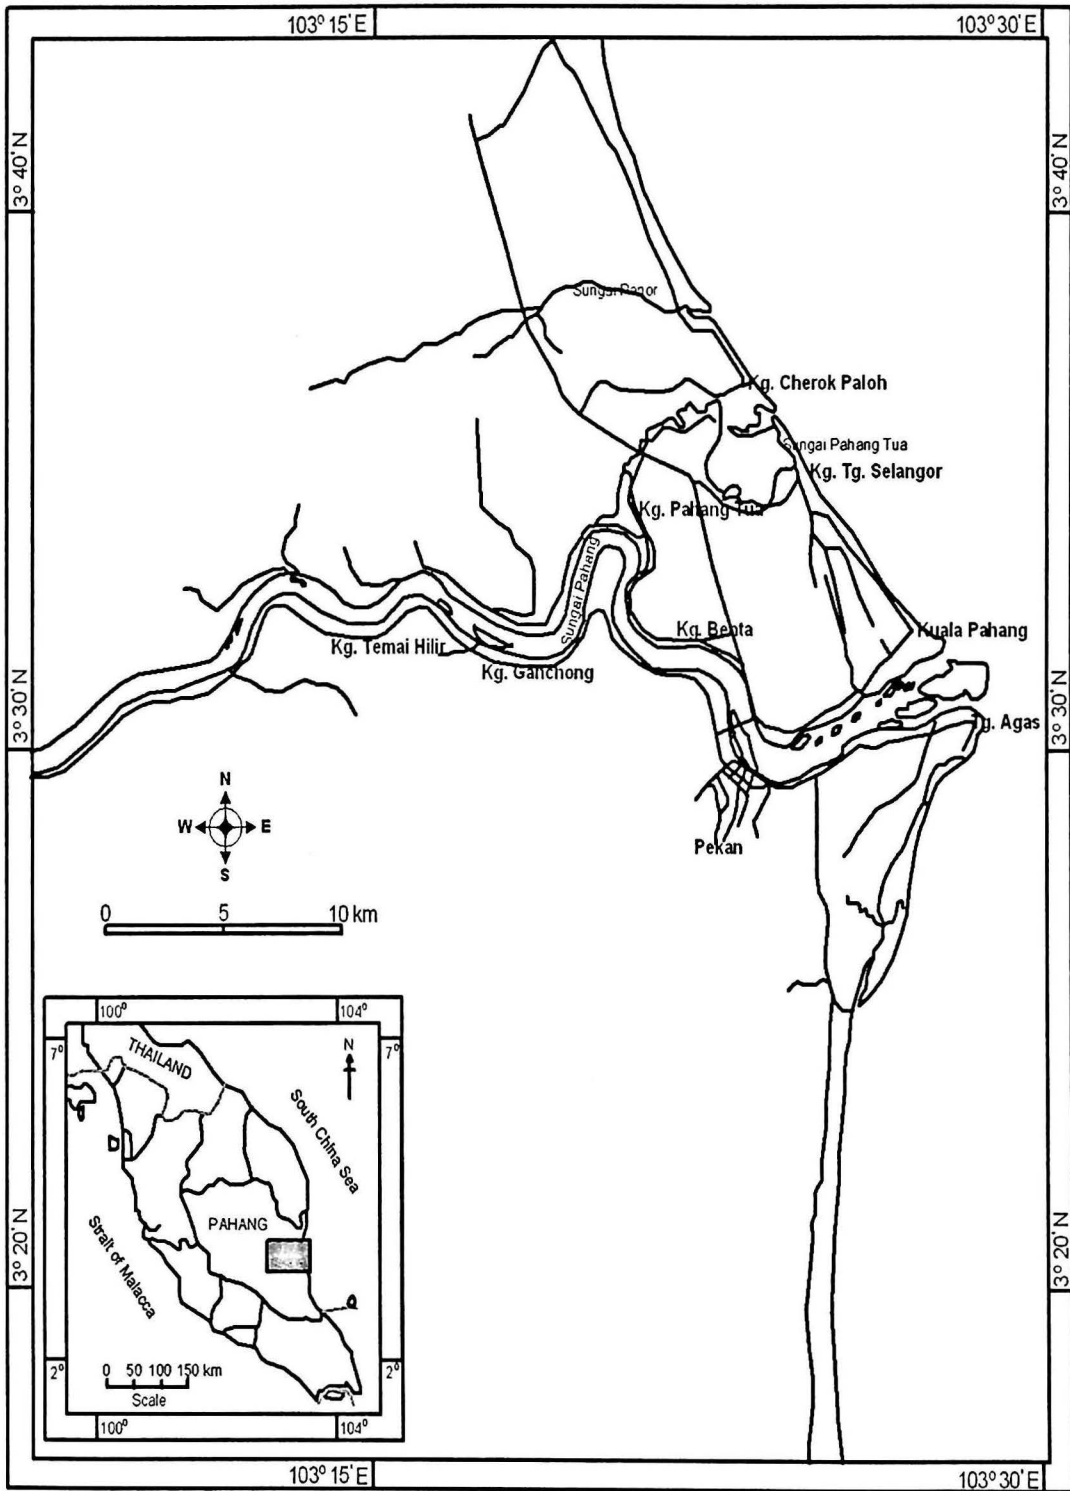 103° 15' E
103° 30' E
3° 40' N
3° 40' N
Sungai Penor
Kg. Cherok Paloh
Sungai Pahang Tua
Kg. Tg. Selangor
Kg. Pahang Tua
Sungai Pahang
Kg. Benta
Kuala Pahang
Kg. Temai Hilir
Kg. Ganchong
3° 30' N
3° 30' N
Tg. Agas
N
W
E
S
Pekan
0 5 10 km
100°
104°
7°
7°
THAILAND
N
South China Sea
PAHANG
Strait of Malacca
3° 20' N
3° 20' N
0 50 100 150 km
Scale
2°
2°
100°
104°
103° 15' E
103° 30' E